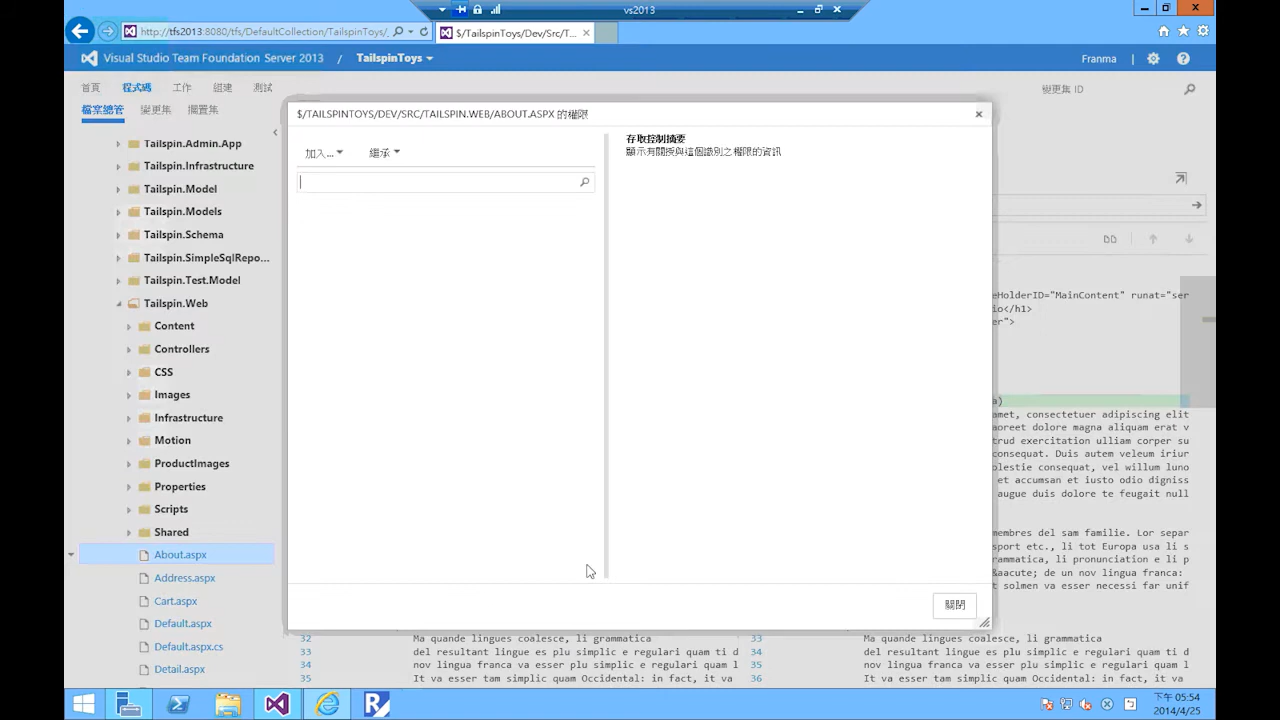 vs2013
http://tfs2013:8080/tfs/DefaultCollection/TailspinToys/_
$/TailspinToys/Dev/Src/T...
Visual Studio Team Foundation Server 2013 / TailspinToys
Franma
首頁 程式碼 工作 組建 測試
變更集 ID
檔案總管 變更集 擱置集
$/TAILSPINTOYS/DEV/SRC/TAILSPIN.WEB/ABOUT.ASPX 的權限
加入... 繼承
存取控制摘要
顯示有關授與這個識別之權限的資訊
Tailspin.Admin.App
Tailspin.Infrastructure
Tailspin.Model
Tailspin.Models
Tailspin.Schema
Tailspin.SimpleSqlRepo...
Tailspin.Test.Model
Tailspin.Web
Content
Controllers
CSS
Images
Infrastructure
Motion
ProductImages
Properties
Scripts
Shared
About.aspx
Address.aspx
Cart.aspx
Default.aspx
Default.aspx.cs
Detail.aspx
eHolderID="MainContent" runat="ser
io</h1>
er">
a)
amet, consectetuer adipiscing elit
aoreet dolore magna aliquam erat v
trud exercitation ulliam corper su
consequat. Duis autem veleum iriur
olestie consequat, vel willum luno
et accumsan et iusto odio digniss
augue duis dolore te feugait null
membres del sam familie. Lor separ
sport etc., li tot Europa usa li s
grammatica, li pronunciation e li p
&aacute; de un nov lingua franca:
t solmen va esser necessi far unif
關閉
32 Ma quande lingues coalesce, li grammatica
33 del resultant lingue es plu simplic e regulari quam ti d
34 nov lingua franca va esser plu simplic e regulari quam l
35 It va esser tam simplic quam Occidental: in fact, it va
33 Ma quande lingues coalesce, li grammatica
34 del resultant lingue es plu simplic e regulari quam ti d
35 nov lingua franca va esser plu simplic e regulari quam l
36 It va esser tam simplic quam Occidental: in fact, it va
下午 05:54
2014/4/25